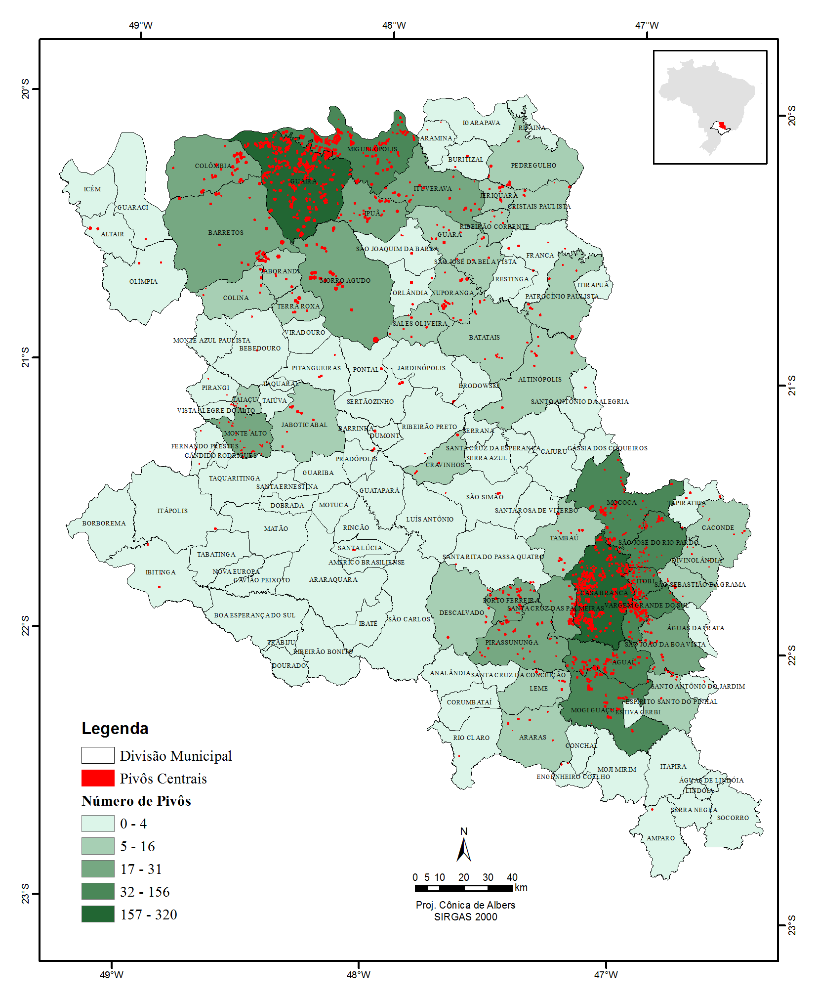 49°W
48°W
47°W
20°S
20°S
IGARAPAVA
RIFAINA
ARAMINA
MIGUELÓPOLIS
BURITIZAL
COLÔMBIA
PEDREGULHO
GUAÍRA
ICÉM
ITUVERAVA
JERIQUARA
GUARACI
CRISTAIS PAULISTA
IPUÃ
RIBEIRÃO CORRENTE
BARRETOS
ALTAIR
GUARÁ
SÃO JOAQUIM DA BARRA
FRANCA
SÃO JOSÉ DA BELA VISTA
JABORANDI
OLÍMPIA
MORRO AGUDO
RESTINGA
ITIRAPUÃ
ORLÂNDIA
NUPORANGA
PATROCÍNIO PAULISTA
COLINA
TERRA ROXA
SALES OLIVEIRA
VIRADOURO
BATATAIS
MONTE AZUL PAULISTA
BEBEDOURO
21°S
PITANGUEIRAS
PONTAL
JARDINÓPOLIS
ALTINÓPOLIS
21°S
TAQUARAL
BRODOWSKI
PIRANGI
TAIAÇU
TAIÚVA
SERTÃOZINHO
SANTO ANTÔNIO DA ALEGRIA
VISTA ALEGRE DO ALTO
JABOTICABAL
RIBEIRÃO PRETO
BARRINHA
SERRANA
MONTE ALTO
DUMONT
FERNANDO PRESTES
SANTA CRUZ DA ESPERANÇA
CÁSSIA DOS COQUEIROS
CAJURU
CÂNDIDO RODRIGUES
PRADÓPOLIS
SERRA AZUL
CRAVINHOS
GUARIBA
TAQUARITINGA
SANTA ERNESTINA
GUATAPARÁ
SÃO SIMÃO
MOCOCA
TAPIRATIBA
DOBRADA
MOTUCA
ITÁPOLIS
SANTA ROSA DE VITERBO
LUÍS ANTÔNIO
BORBOREMA
MATÃO
RINCÃO
CACONDE
TAMBAÚ
SÃO JOSÉ DO RIO PARDO
SANTA LÚCIA
TABATINGA
SANTA RITA DO PASSA QUATRO
DIVINOLÂNDIA
AMÉRICO BRASILIENSE
IBITINGA
NOVA EUROPA
GAVIÃO PEIXOTO
ARARAQUARA
ITOBI
SÃO SEBASTIÃO DA GRAMA
CASA BRANCA
PORTO FERREIRA
VARGEM GRANDE DO SUL
SANTA CRUZ DAS PALMEIRAS
DESCALVADO
BOA ESPERANÇA DO SUL
SÃO CARLOS
IBATÉ
22°S
ÁGUAS DA PRATA
TRABIJU
PIRASSUNUNGA
SÃO JOÃO DA BOA VISTA
RIBEIRÃO BONITO
22°S
AGUAÍ
DOURADO
ANALÂNDIA
SANTA CRUZ DA CONCEIÇÃO
LEME
SANTO ANTÔNIO DO JARDIM
CORUMBATAÍ
ESPÍRITO SANTO DO PINHAL
MOGI GUAÇU
ESTIVA GERBI
RIO CLARO
ARARAS
CONCHAL
MOJI MIRIM
ITAPIRA
ENGENHEIRO COELHO
ÁGUAS DE LINDÓIA
LINDÓIA
SERRA NEGRA
SOCORRO
AMPARO
Legenda
Divisão Municipal
Pivôs Centrais
Número de Pivôs
0 - 4
5 - 16
17 - 31
32 - 156
157 - 320
N
0 5 10 20 30 40
km
Proj. Cônica de Albers
SIRGAS 2000
23°S
23°S
49°W
48°W
47°W